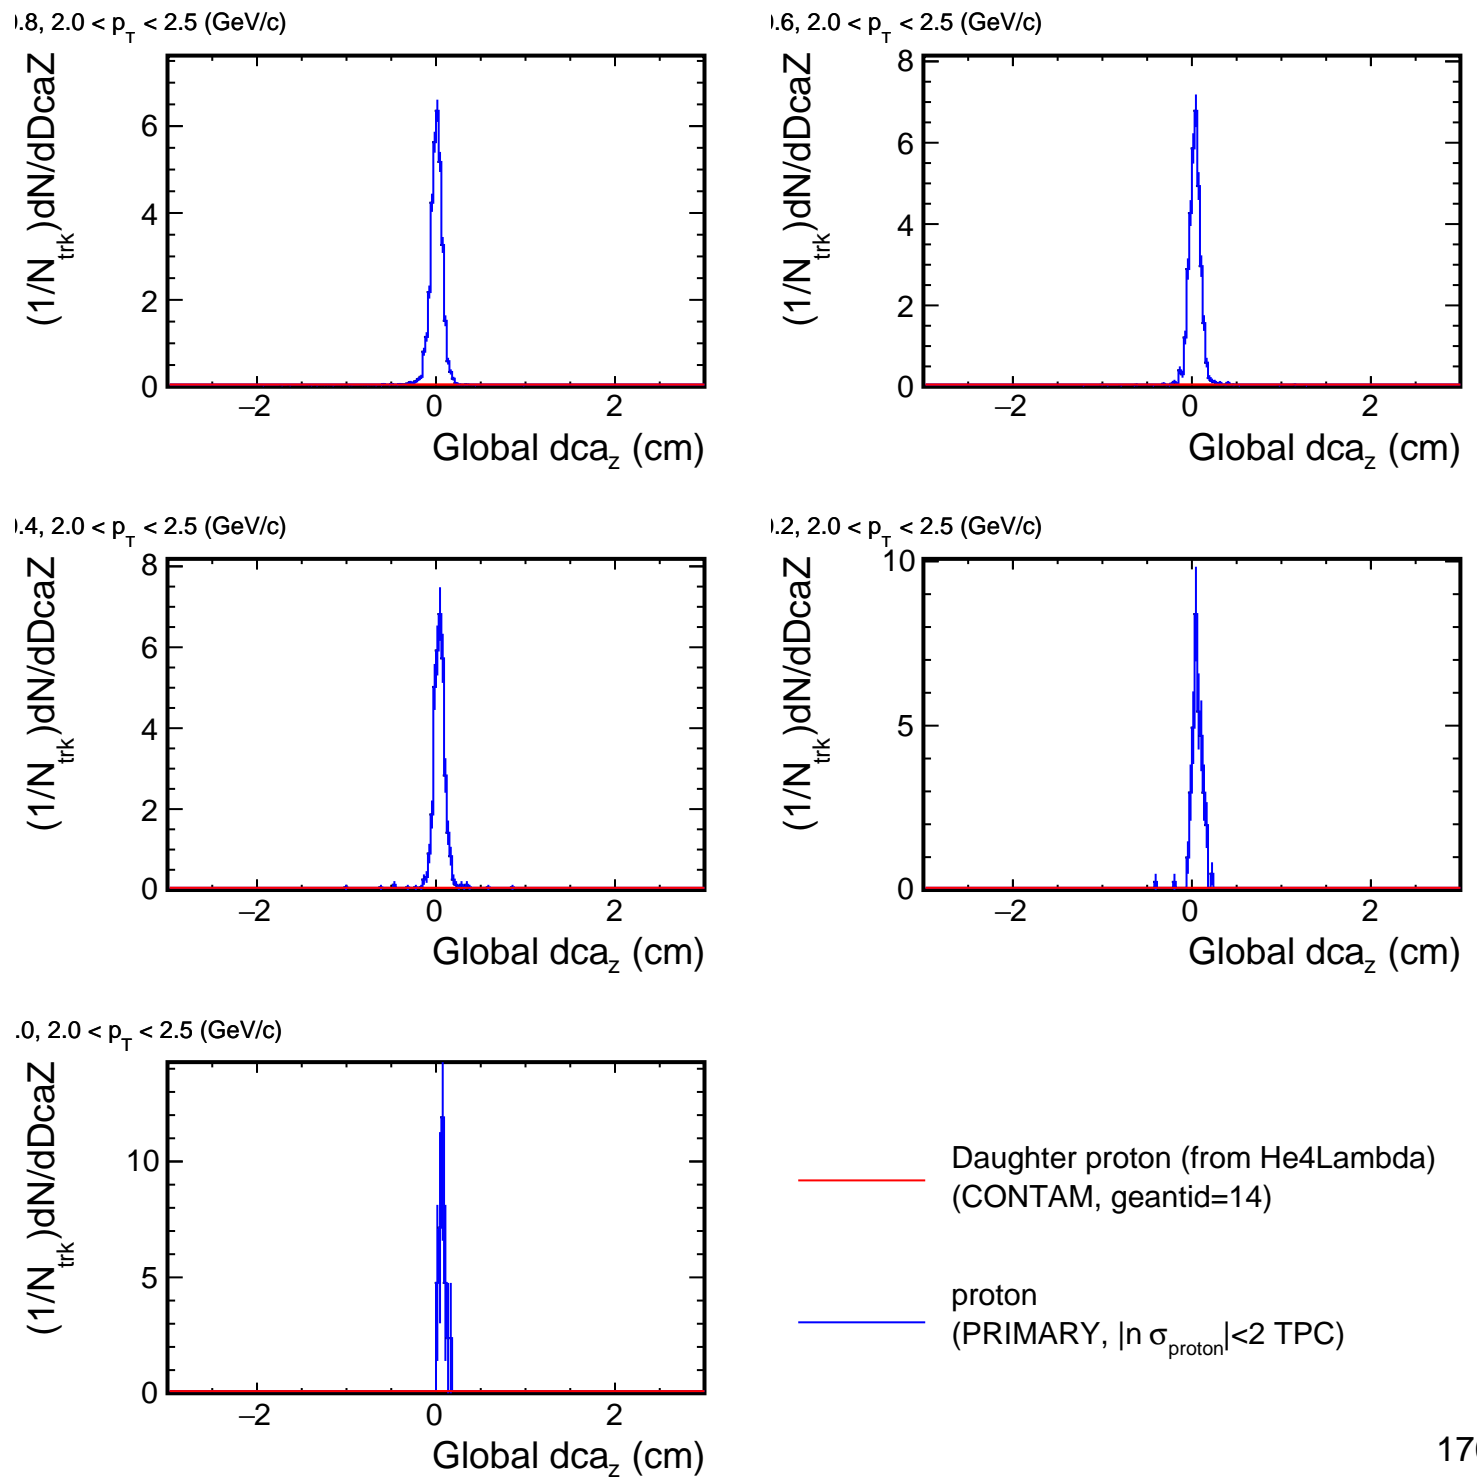 .8, 2.0 < p_T < 2.5 (GeV/c)
(1/N_trk)dN/dDcaZ
6
4
2
0
−2 0 2
Global dca_z (cm)
.6, 2.0 < p_T < 2.5 (GeV/c)
(1/N_trk)dN/dDcaZ
8
6
4
2
0
−2 0 2
Global dca_z (cm)
.4, 2.0 < p_T < 2.5 (GeV/c)
(1/N_trk)dN/dDcaZ
8
6
4
2
0
−2 0 2
Global dca_z (cm)
.2, 2.0 < p_T < 2.5 (GeV/c)
(1/N_trk)dN/dDcaZ
10
5
0
−2 0 2
Global dca_z (cm)
.0, 2.0 < p_T < 2.5 (GeV/c)
(1/N_trk)dN/dDcaZ
10
5
0
−2 0 2
Global dca_z (cm)
Daughter proton (from He4Lambda)
(CONTAM, geantid=14)
proton
(PRIMARY, |n σ_proton|<2 TPC)
17